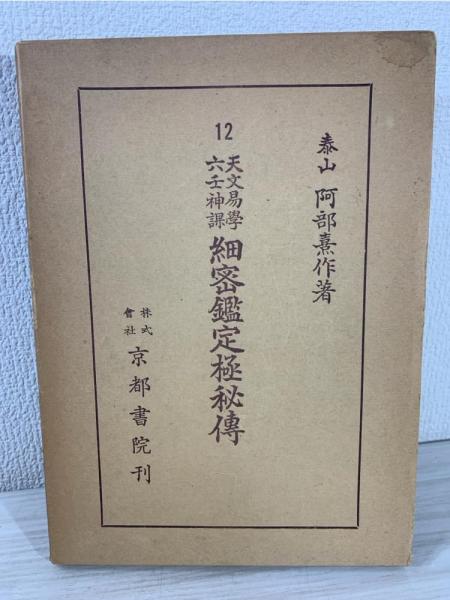 泰山 阿部熹作著
12
天文易學
六壬神課
細密鑑定極秘傳
株式
會社
京都書院刊